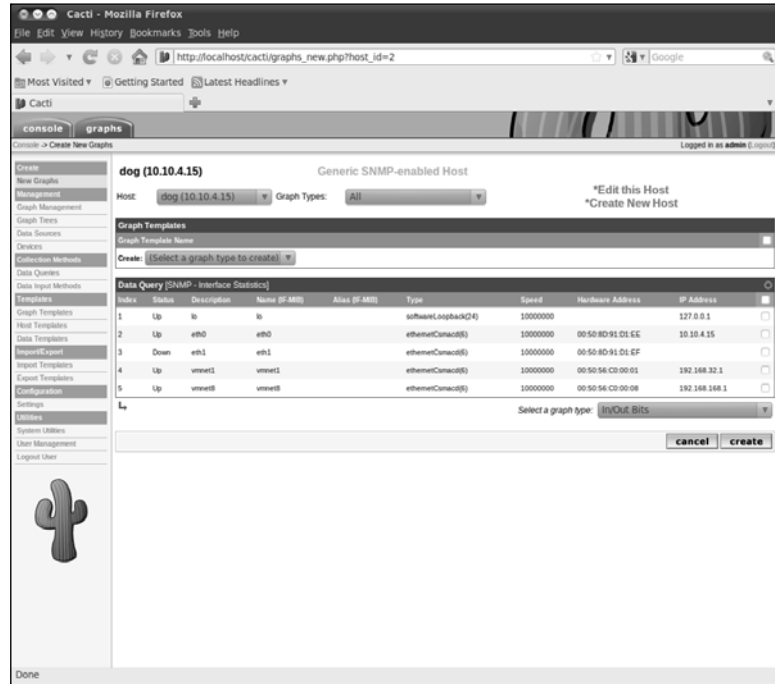 Cacti - Mozilla Firefox
File Edit View History Bookmarks Tools Help
http://localhost/cacti/graphs_new.php?host_id=2
Google
Most Visited Getting Started Latest Headlines
Cacti
console graphs
Console -> Create New Graphs
Logged in as admin (Logout)
Create
New Graphs
Management
Graph Management
Graph Trees
Data Sources
Devices
Collection Methods
Data Queries
Data Input Methods
Templates
Graph Templates
Host Templates
Data Templates
Import/Export
Import Templates
Export Templates
Configuration
Settings
Utilities
System Utilities
User Management
Logout User
dog (10.10.4.15) Generic SNMP-enabled Host
Host: dog (10.10.4.15) Graph Types: All
*Edit this Host
*Create New Host
Graph Templates
Graph Template Name
Create: (Select a graph type to create)
Data Query [SNMP - Interface Statistics]
Index Status Description Name (IF-MIB) Alias (IF-MIB) Type Speed Hardware Address IP Address
1 Up lo lo softwareLoopback(24) 10000000 127.0.0.1
2 Up eth0 eth0 ethernetCsmacd(6) 10000000 00:50:8D:91:D1:EE 10.10.4.15
3 Down eth1 eth1 ethernetCsmacd(6) 10000000 00:50:8D:91:D1:EF
4 Up vmnet1 vmnet1 ethernetCsmacd(6) 10000000 00:50:56:C0:00:01 192.168.32.1
5 Up vmnet8 vmnet8 ethernetCsmacd(6) 10000000 00:50:56:C0:00:08 192.168.168.1
Select a graph type: In/Out Bits
cancel create
Done